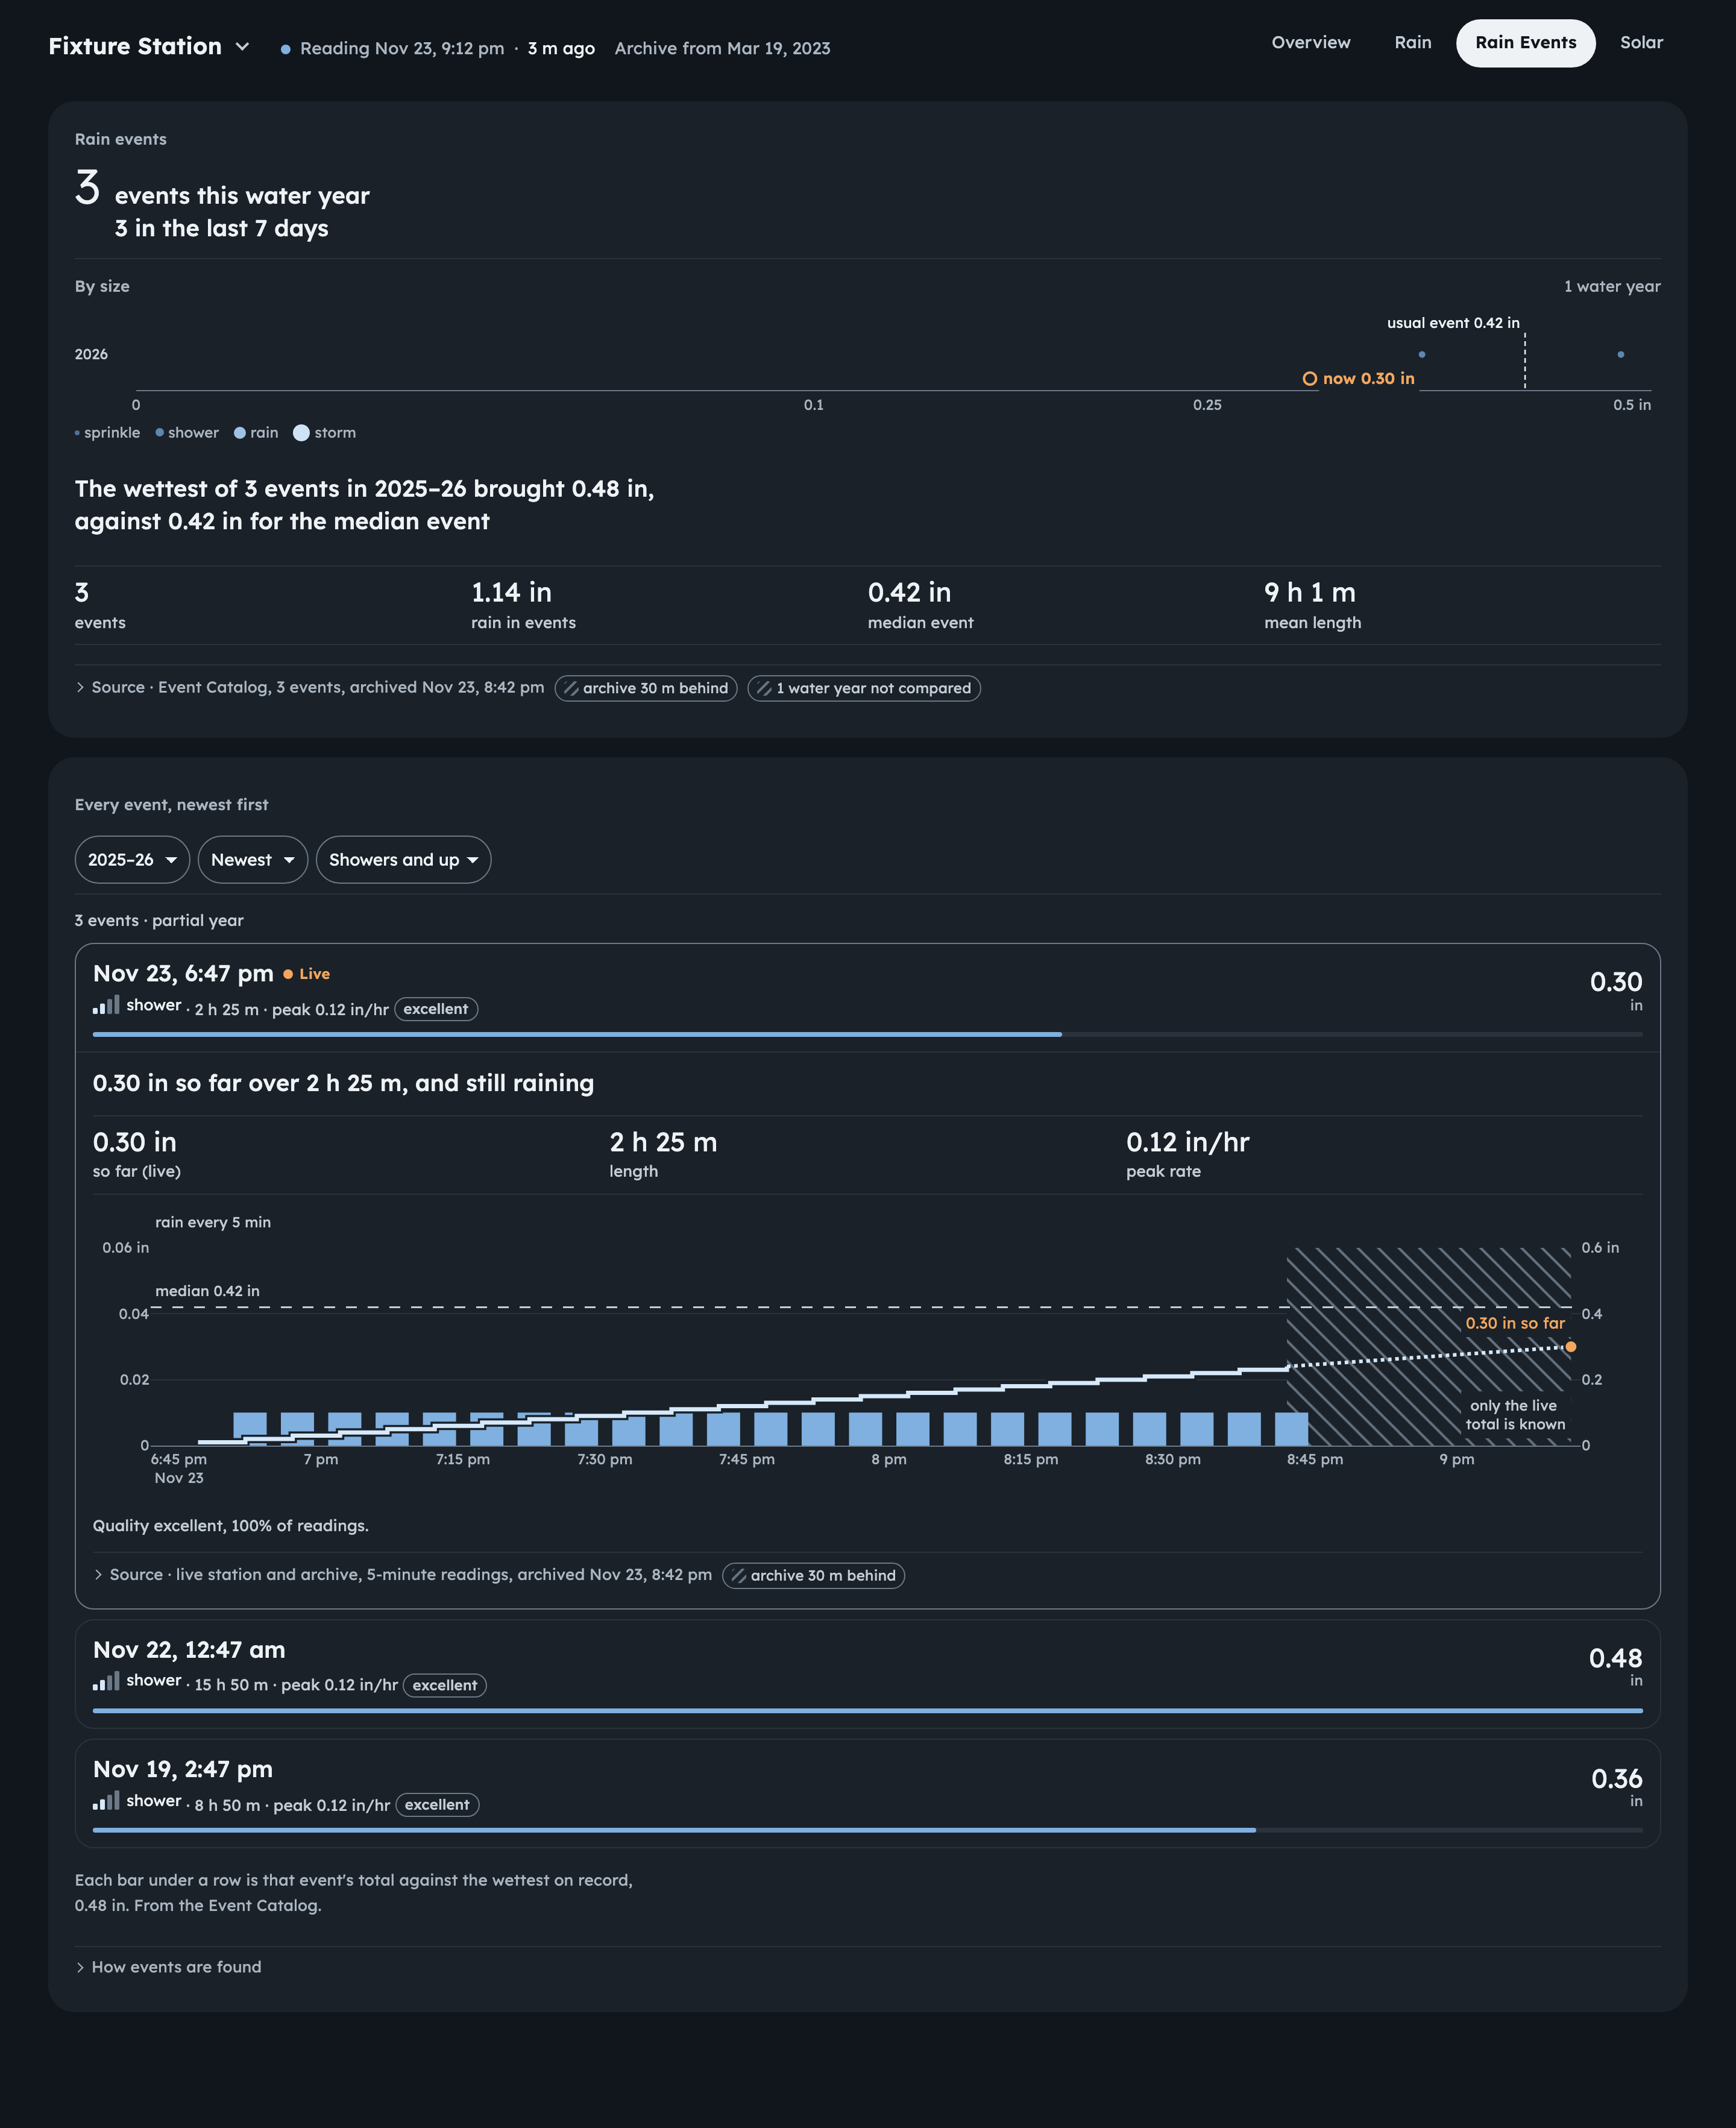 Fixture Station
Reading Nov 23, 9:12 pm · 3 m ago Archive from Mar 19, 2023
Overview Rain Rain Events Solar
Rain events
3 events this water year
3 in the last 7 days
By size
1 water year
usual event 0.42 in
2026
now 0.30 in
0 0.1 0.25 0.5 in
sprinkle shower rain storm
The wettest of 3 events in 2025–26 brought 0.48 in,
against 0.42 in for the median event
3 1.14 in 0.42 in 9 h 1 m
events rain in events median event mean length
Source · Event Catalog, 3 events, archived Nov 23, 8:42 pm archive 30 m behind 1 water year not compared
Every event, newest first
2025–26 Newest Showers and up
3 events · partial year
Nov 23, 6:47 pm Live
0.30
in
shower · 2 h 25 m · peak 0.12 in/hr excellent
0.30 in so far over 2 h 25 m, and still raining
0.30 in 2 h 25 m 0.12 in/hr
so far (live) length peak rate
rain every 5 min
0.06 in 0.6 in
median 0.42 in
0.04 0.4
0.30 in so far
0.02 0.2
only the live
total is known
0 0
6:45 pm 7 pm 7:15 pm 7:30 pm 7:45 pm 8 pm 8:15 pm 8:30 pm 8:45 pm 9 pm
Nov 23
Quality excellent, 100% of readings.
Source · live station and archive, 5-minute readings, archived Nov 23, 8:42 pm archive 30 m behind
Nov 22, 12:47 am
0.48
in
shower · 15 h 50 m · peak 0.12 in/hr excellent
Nov 19, 2:47 pm
0.36
in
shower · 8 h 50 m · peak 0.12 in/hr excellent
Each bar under a row is that event's total against the wettest on record,
0.48 in. From the Event Catalog.
How events are found